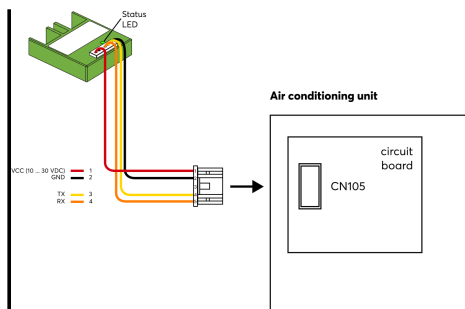 Status
LED
Air conditioning unit
circuit
board
CN105
VCC (10 ... 30 VDC) 1
GND 2
TX 3
RX 4